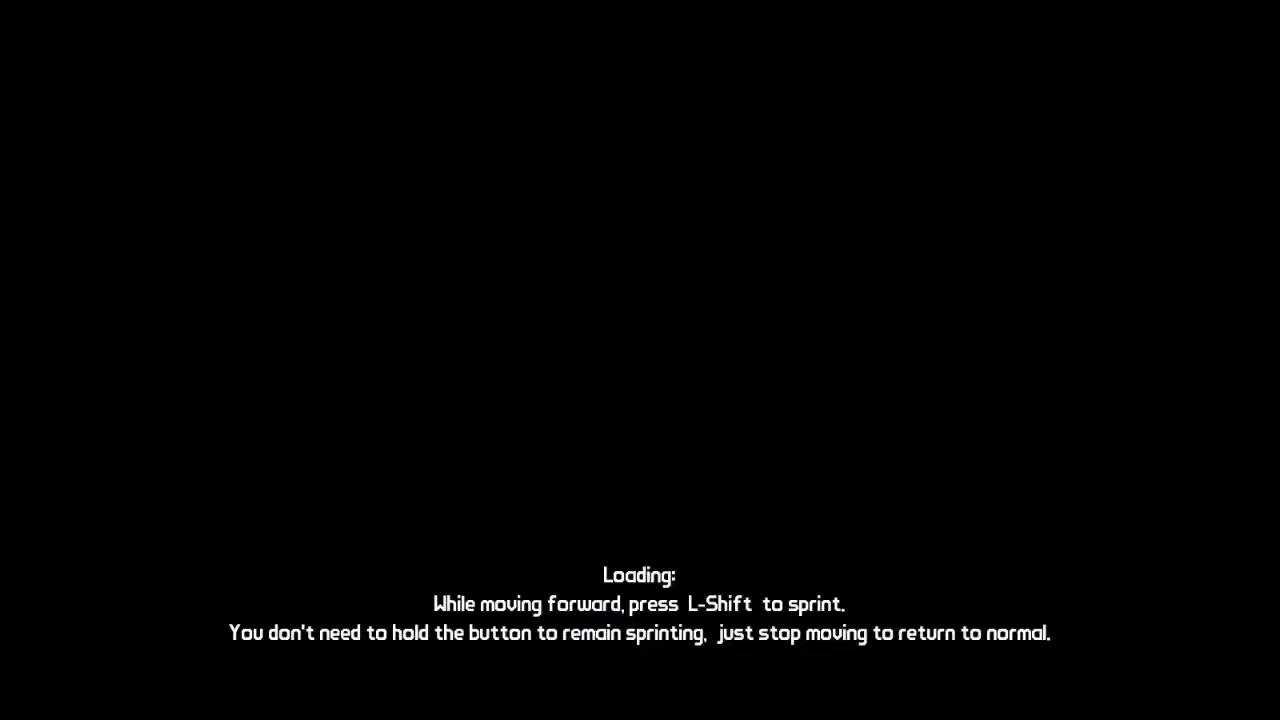 Loading:
While moving forward, press L-Shift to sprint.
You don't need to hold the button to remain sprinting, just stop moving to return to normal.